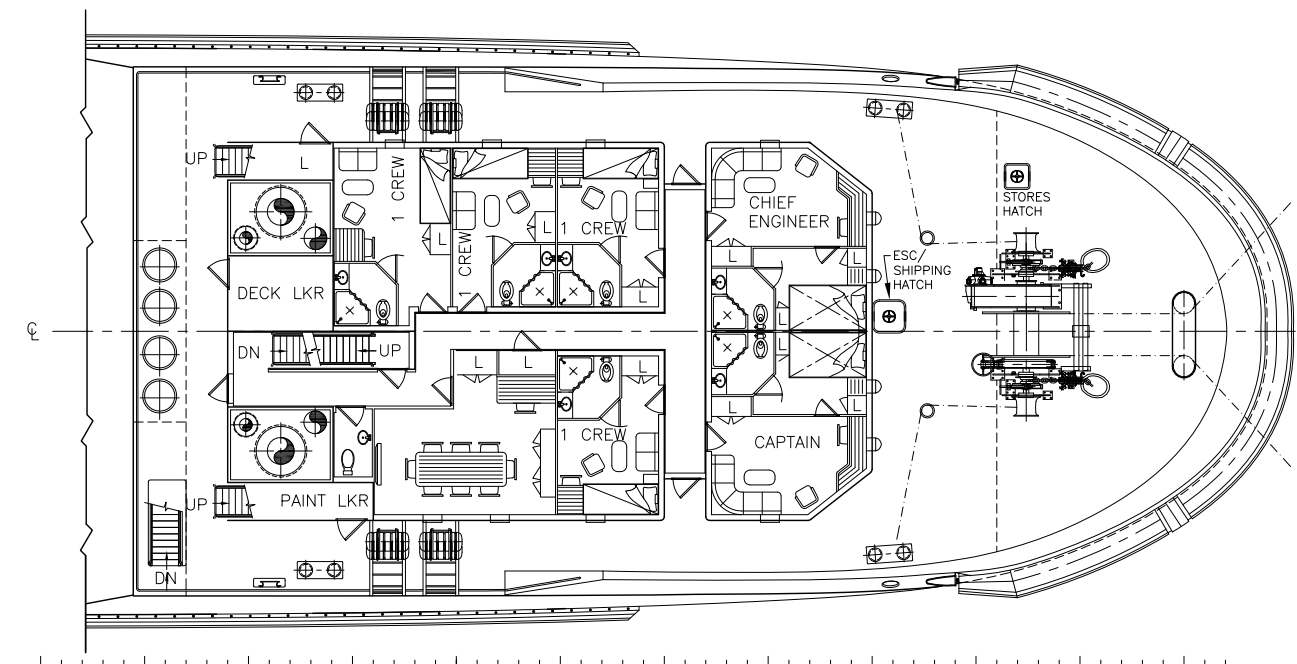 UP
L
1 CREW
L
1 CREW
L
1 CREW
L
CHIEF
ENGINEER
L
L
STORES
HATCH
ESC/
SHIPPING
HATCH
DECK LKR
℄
DN
UP
L
L
L
L
L
1 CREW
L
L
CAPTAIN
UP
PAINT LKR
DN